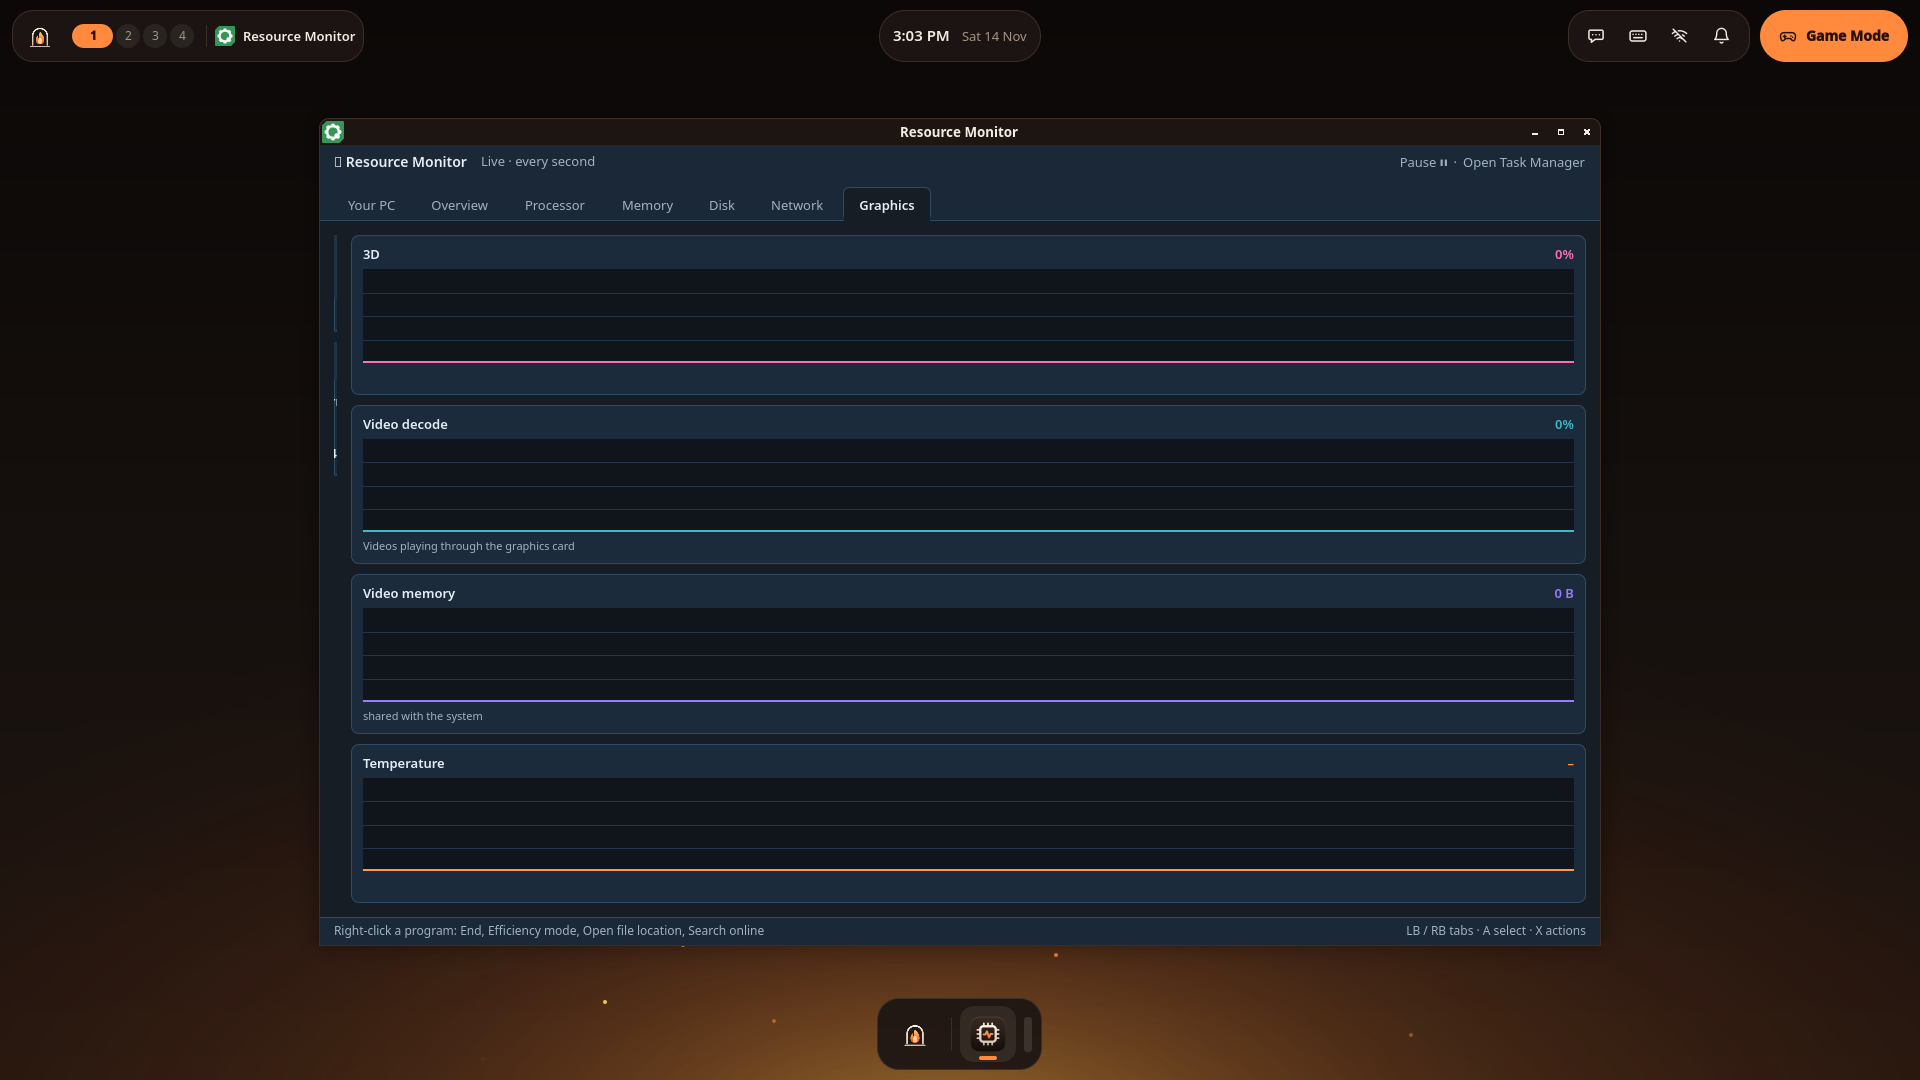 1 2 3 4 Resource Monitor
3:03 PM Sat 14 Nov
Game Mode
Resource Monitor
Resource Monitor Live · every second
Pause · Open Task Manager
Your PC Overview Processor Memory Disk Network Graphics
3D 0%
Video decode 0%
Videos playing through the graphics card
Video memory 0 B
shared with the system
Temperature –
Right-click a program: End, Efficiency mode, Open file location, Search online
LB / RB tabs · A select · X actions